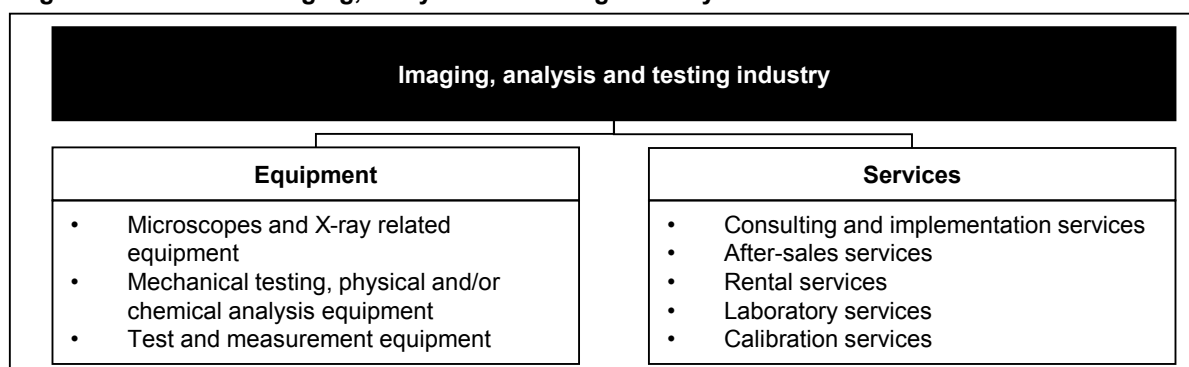 Imaging, analysis and testing industry
Equipment
• Microscopes and X-ray related
equipment
• Mechanical testing, physical and/or
chemical analysis equipment
• Test and measurement equipment
Services
• Consulting and implementation services
• After-sales services
• Rental services
• Laboratory services
• Calibration services